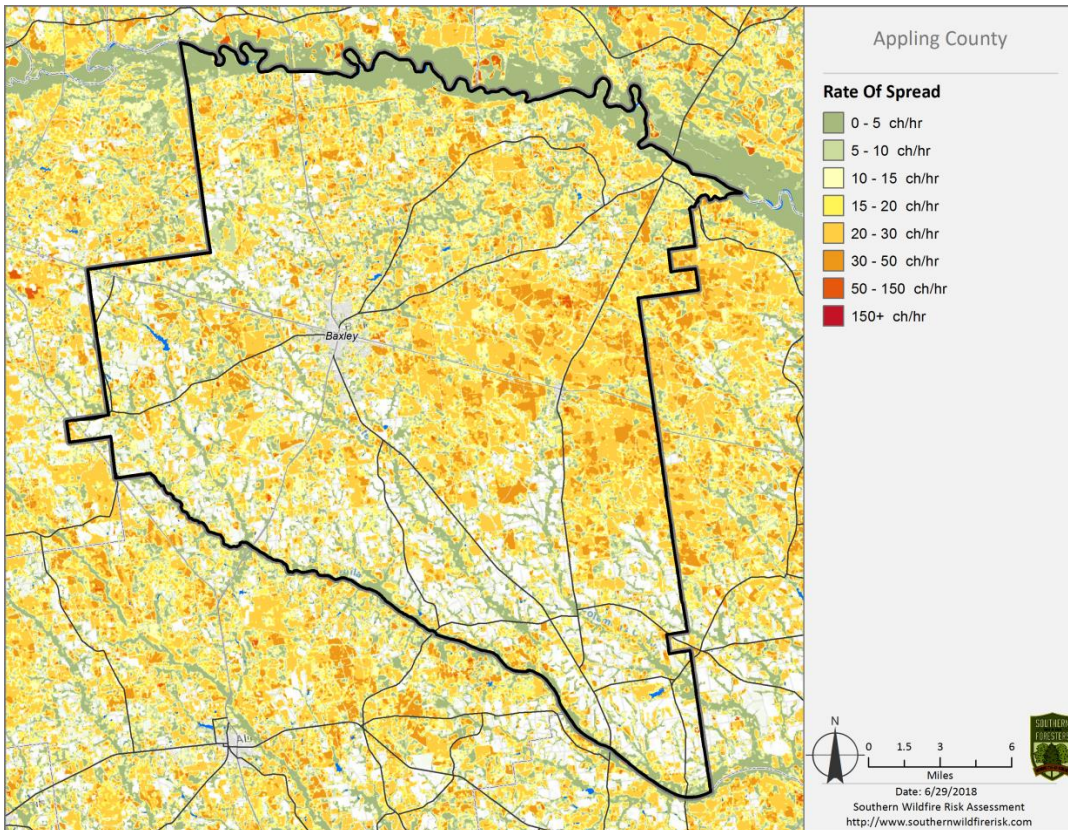 Appling County
Rate Of Spread
0 - 5 ch/hr
5 - 10 ch/hr
10 - 15 ch/hr
15 - 20 ch/hr
20 - 30 ch/hr
30 - 50 ch/hr
50 - 150 ch/hr
150+ ch/hr
Baxley
N
0 1.5 3 6
Miles
SOUTHERN
FORESTERS
Date: 6/29/2018
Southern Wildfire Risk Assessment
http://www.southernwildfirerisk.com